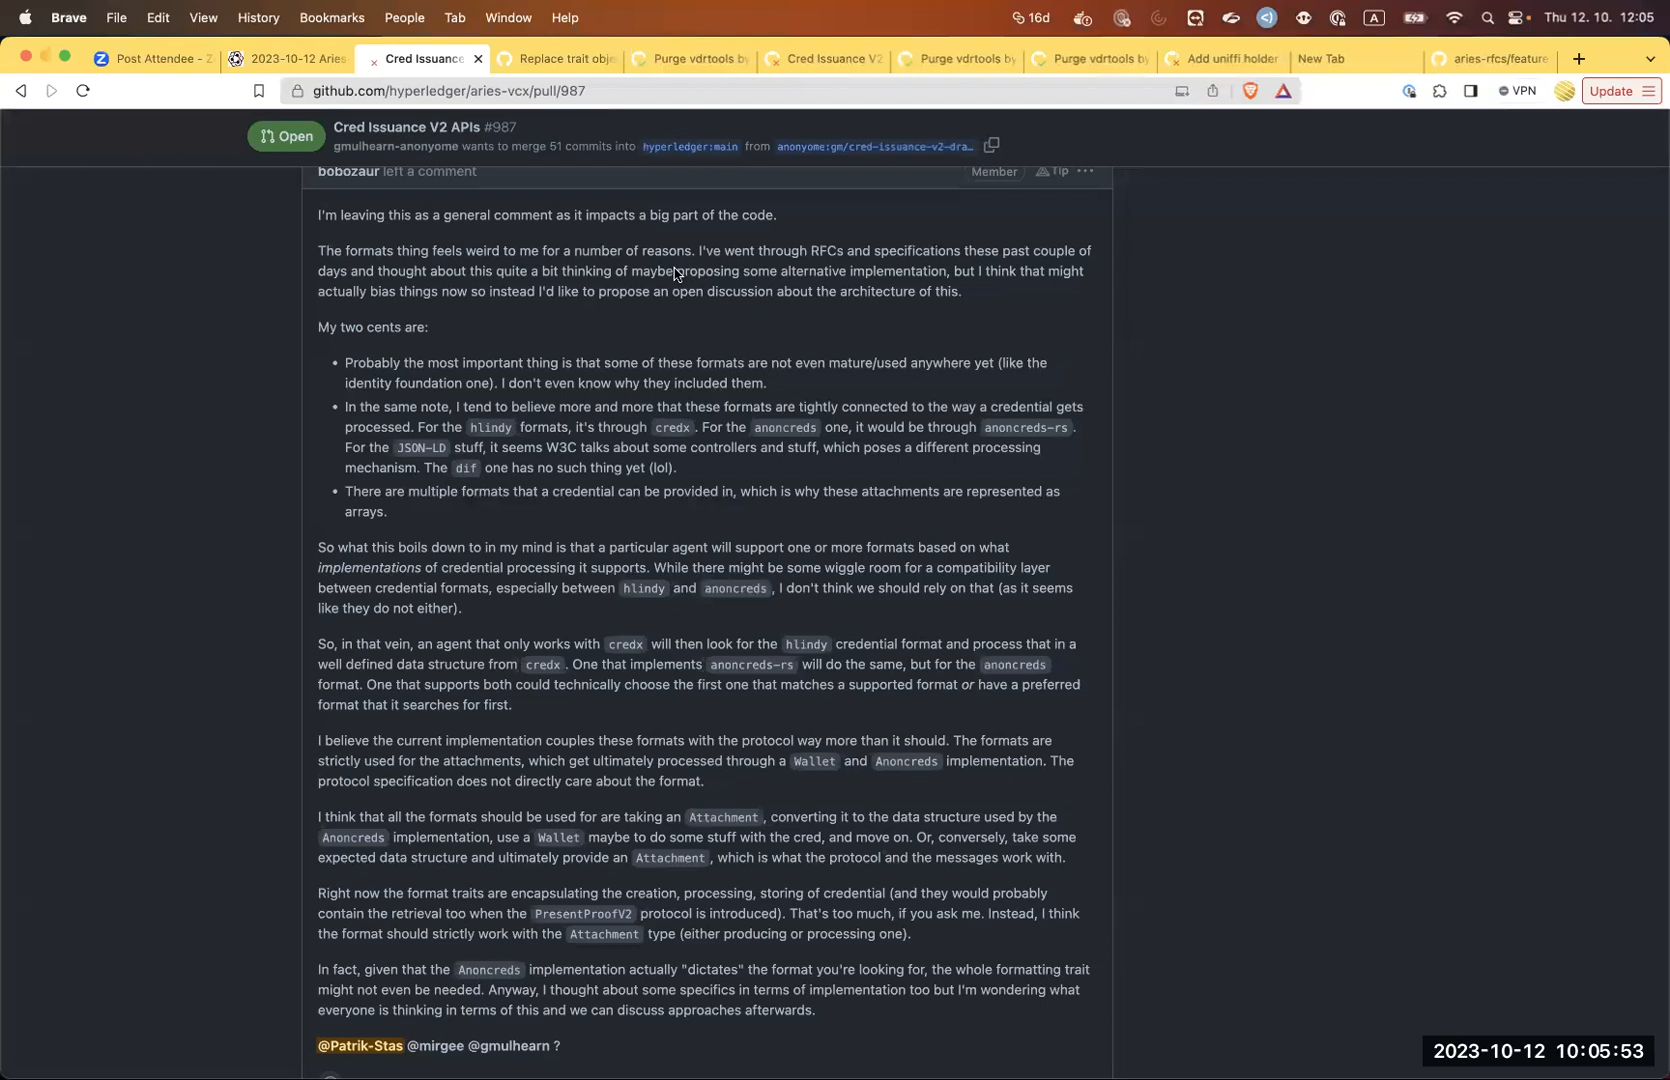 Brave File Edit View History Bookmarks People Tab Window Help 16d A Thu 12. 10. 12:05
Post Attendee - Z 2023-10-12 Aries Cred Issuance Replace trait obje Purge vdrtools by Cred Issuance V2 Purge vdrtools by Purge vdrtools by Add uniffi holder New Tab aries-rfcs/feature
github.com/hyperledger/aries-vcx/pull/987 VPN Update
Open
Cred Issuance V2 APIs #987
gmulhearn-anonyome wants to merge 51 commits into hyperledger:main from anonyome:gm/cred-issuance-v2-dra…
bobozaur left a comment Member Tip
I'm leaving this as a general comment as it impacts a big part of the code.
The formats thing feels weird to me for a number of reasons. I've went through RFCs and specifications these past couple of
days and thought about this quite a bit thinking of maybe proposing some alternative implementation, but I think that might
actually bias things now so instead I'd like to propose an open discussion about the architecture of this.
My two cents are:
• Probably the most important thing is that some of these formats are not even mature/used anywhere yet (like the
identity foundation one). I don't even know why they included them.
• In the same note, I tend to believe more and more that these formats are tightly connected to the way a credential gets
processed. For the hlindy formats, it's through credx. For the anoncreds one, it would be through anoncreds-rs.
For the JSON-LD stuff, it seems W3C talks about some controllers and stuff, which poses a different processing
mechanism. The dif one has no such thing yet (lol).
• There are multiple formats that a credential can be provided in, which is why these attachments are represented as
arrays.
So what this boils down to in my mind is that a particular agent will support one or more formats based on what
implementations of credential processing it supports. While there might be some wiggle room for a compatibility layer
between credential formats, especially between hlindy and anoncreds, I don't think we should rely on that (as it seems
like they do not either).
So, in that vein, an agent that only works with credx will then look for the hlindy credential format and process that in a
well defined data structure from credx. One that implements anoncreds-rs will do the same, but for the anoncreds
format. One that supports both could technically choose the first one that matches a supported format or have a preferred
format that it searches for first.
I believe the current implementation couples these formats with the protocol way more than it should. The formats are
strictly used for the attachments, which get ultimately processed through a Wallet and Anoncreds implementation. The
protocol specification does not directly care about the format.
I think that all the formats should be used for are taking an Attachment, converting it to the data structure used by the
Anoncreds implementation, use a Wallet maybe to do some stuff with the cred, and move on. Or, conversely, take some
expected data structure and ultimately provide an Attachment, which is what the protocol and the messages work with.
Right now the format traits are encapsulating the creation, processing, storing of credential (and they would probably
contain the retrieval too when the PresentProofV2 protocol is introduced). That's too much, if you ask me. Instead, I think
the format should strictly work with the Attachment type (either producing or processing one).
In fact, given that the Anoncreds implementation actually "dictates" the format you're looking for, the whole formatting trait
might not even be needed. Anyway, I thought about some specifics in terms of implementation too but I'm wondering what
everyone is thinking in terms of this and we can discuss approaches afterwards.
@Patrik-Stas @mirgee @gmulhearn ?
2023-10-12 10:05:53